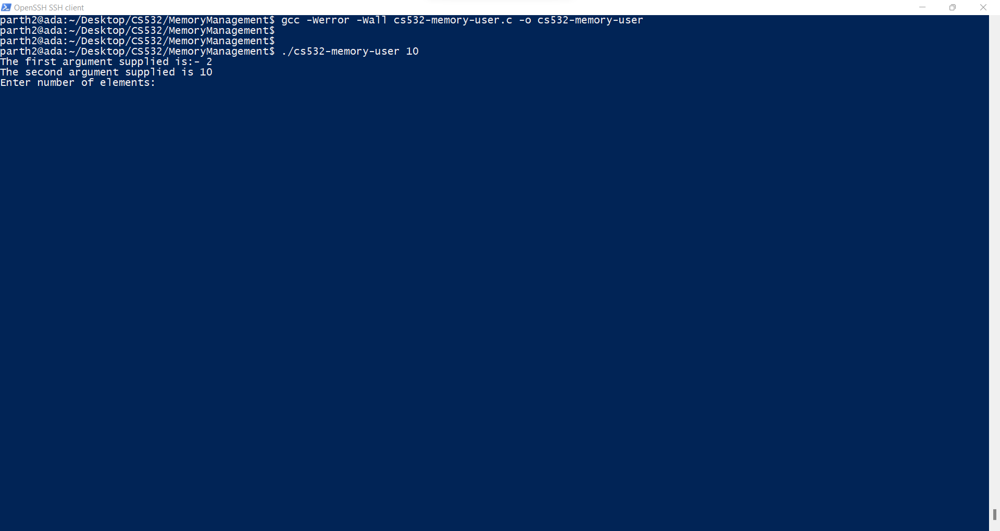 OpenSSH SSH client
parth2@ada:~/Desktop/CS532/MemoryManagement$ gcc -Werror -Wall cs532-memory-user.c -o cs532-memory-user
parth2@ada:~/Desktop/CS532/MemoryManagement$
parth2@ada:~/Desktop/CS532/MemoryManagement$
parth2@ada:~/Desktop/CS532/MemoryManagement$ ./cs532-memory-user 10
The first argument supplied is:- 2
The second argument supplied is 10
Enter number of elements: